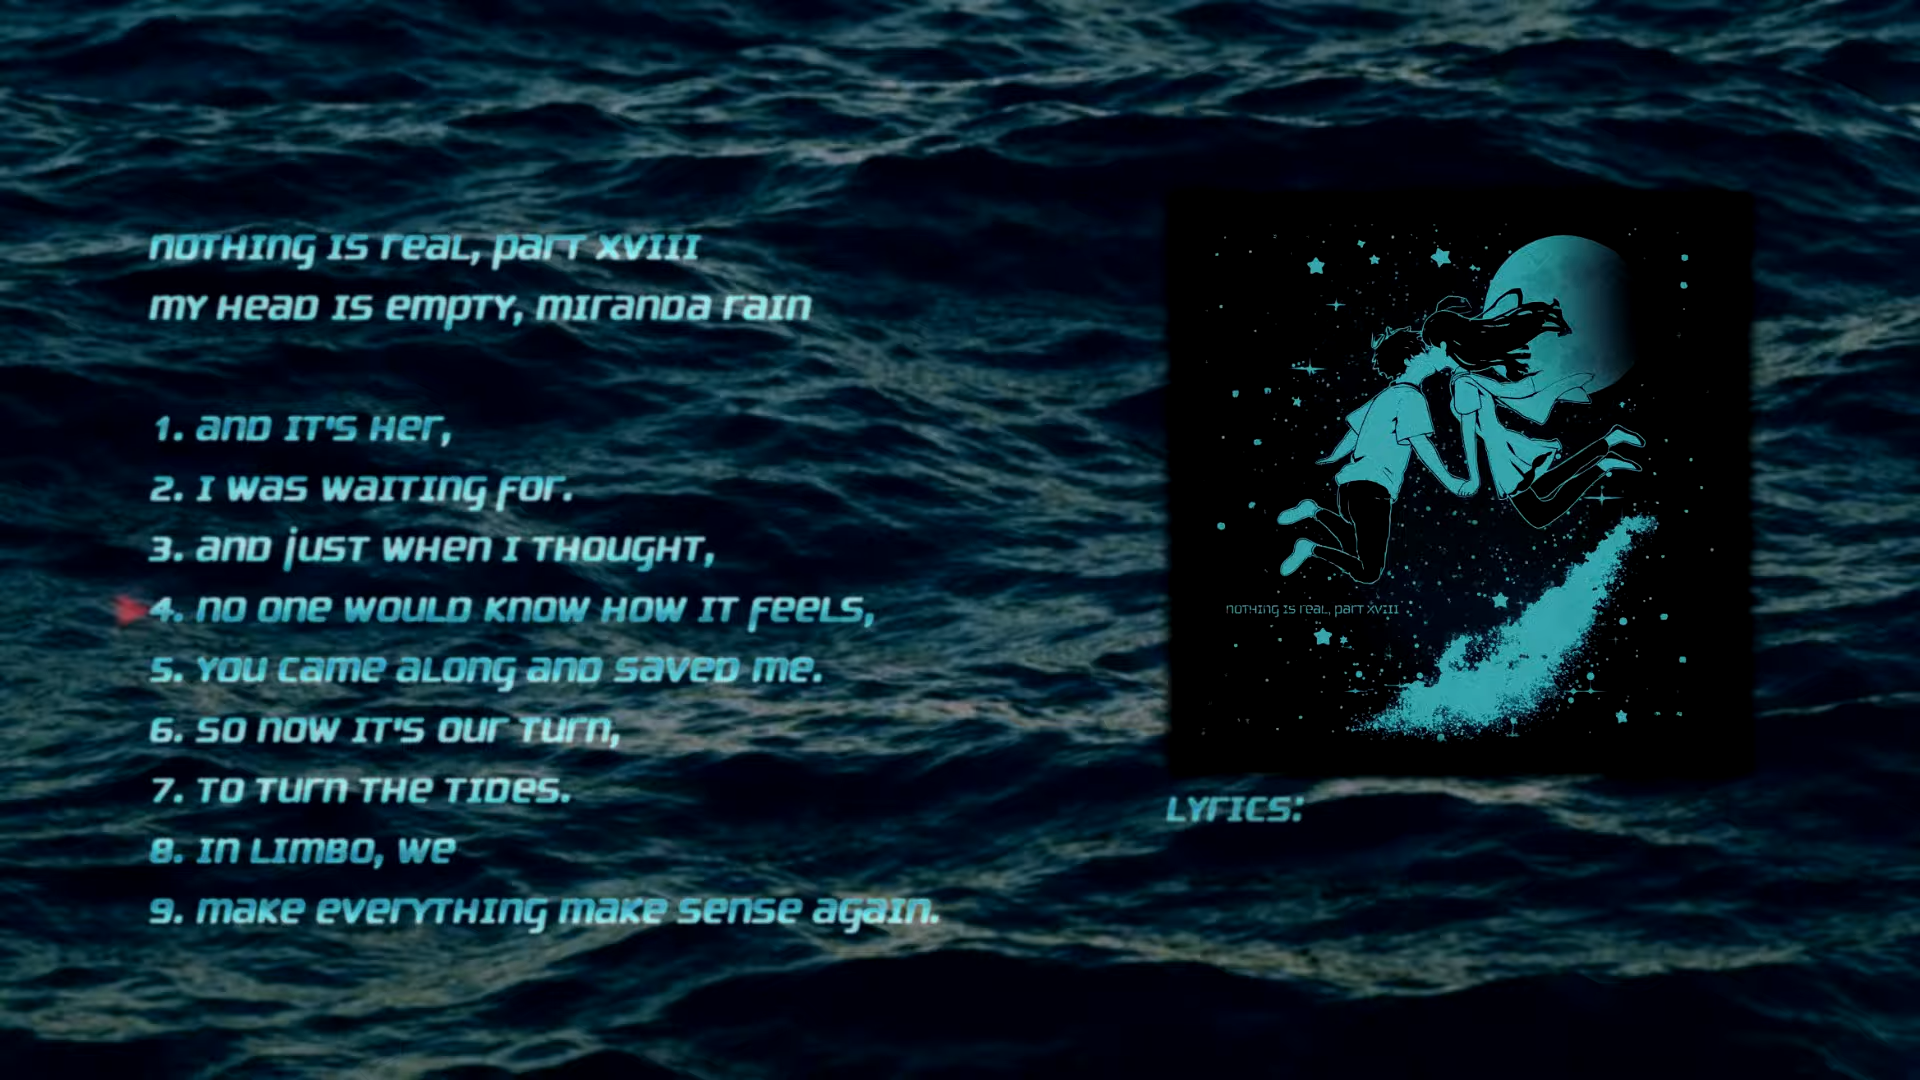 nothing is real, part XVIII
my head is empty, miranda rain
1. and it's her,
2. I was waiting for.
3. and just when I thought,
4. no one would know how it feels,
5. you came along and saved me.
6. so now it's our turn,
7. to turn the tides.
8. in limbo, we
9. make everything make sense again.
nothing is real, part XVIII
LYRICS: